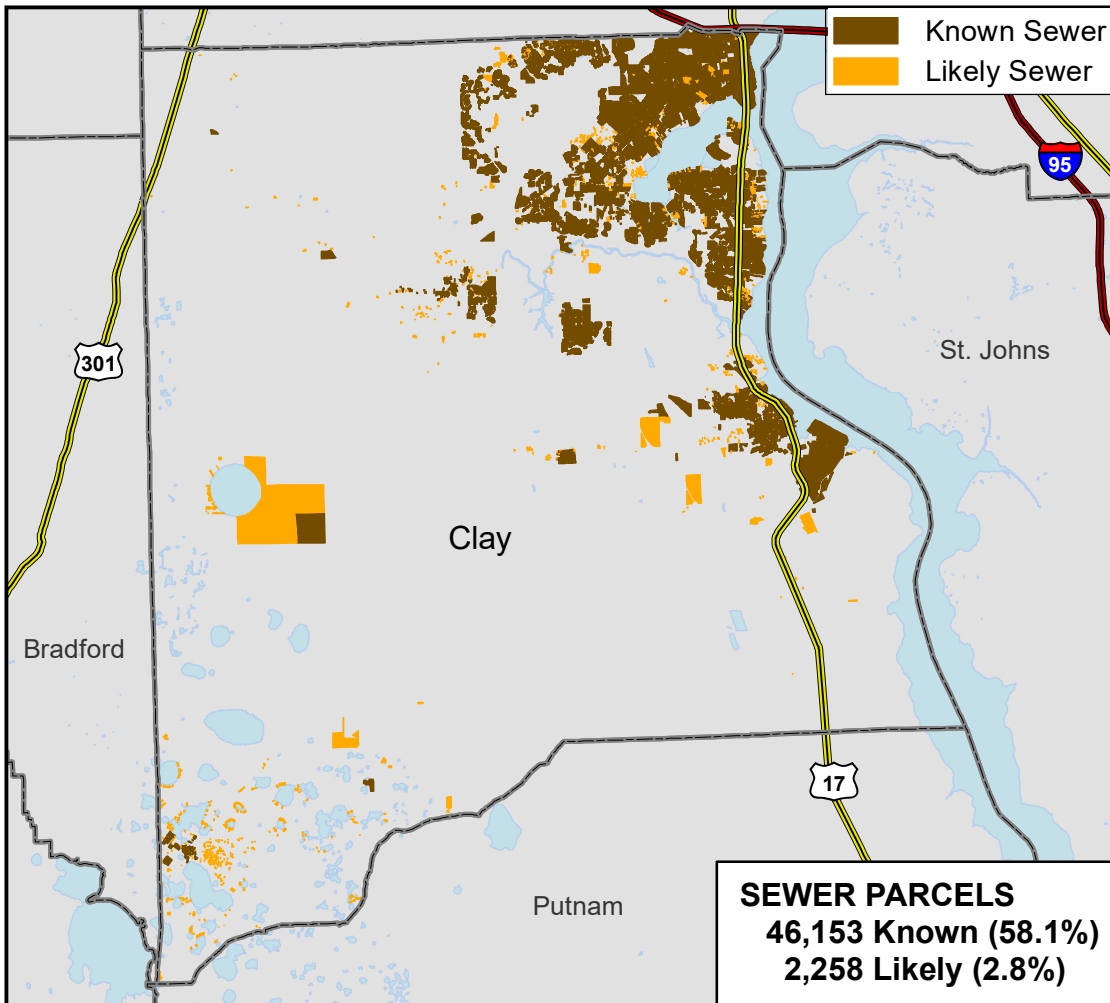 Known Sewer
Likely Sewer
95
301
St. Johns
Clay
Bradford
17
Putnam
SEWER PARCELS
46,153 Known (58.1%)
2,258 Likely (2.8%)